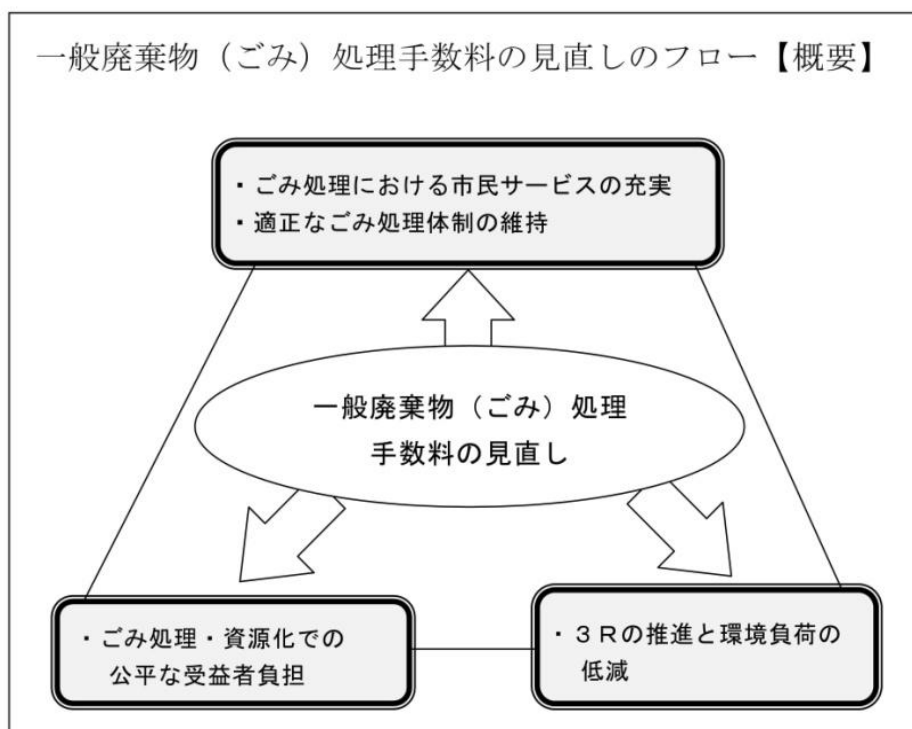 一般廃棄物（ごみ）処理手数料の見直しのフロー【概要】
・ごみ処理における市民サービスの充実
・適正なごみ処理体制の維持
一般廃棄物（ごみ）処理
手数料の見直し
・ごみ処理・資源化での
公平な受益者負担
・３Ｒの推進と環境負荷の
低減